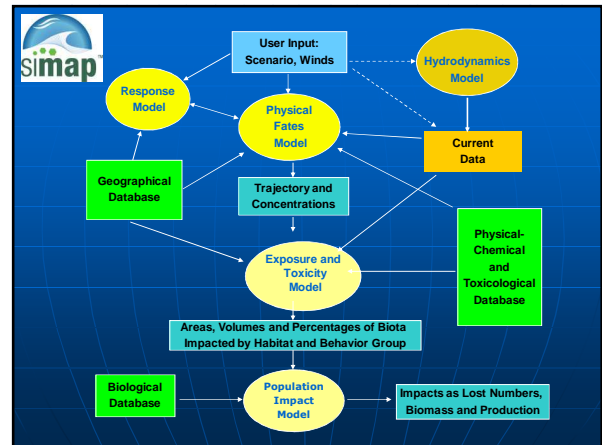 simap™
User Input:
Scenario, Winds
Hydrodynamics
Model
Response
Model
Physical
Fates
Model
Current
Data
Geographical
Database
Trajectory and
Concentrations
Physical-
Chemical
and
Toxicological
Database
Exposure and
Toxicity
Model
Areas, Volumes and Percentages of Biota
Impacted by Habitat and Behavior Group
Biological
Database
Population
Impact
Model
Impacts as Lost Numbers,
Biomass and Production